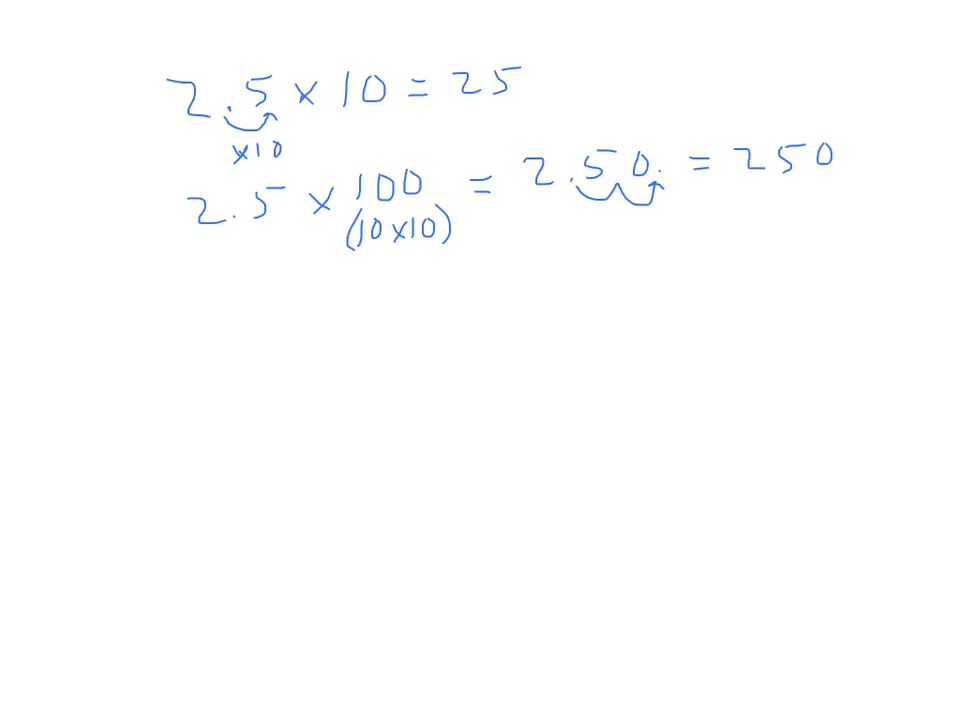 2.5 × 10 = 25
×10
2.5 × 100 = 2.50. = 250
(10×10)